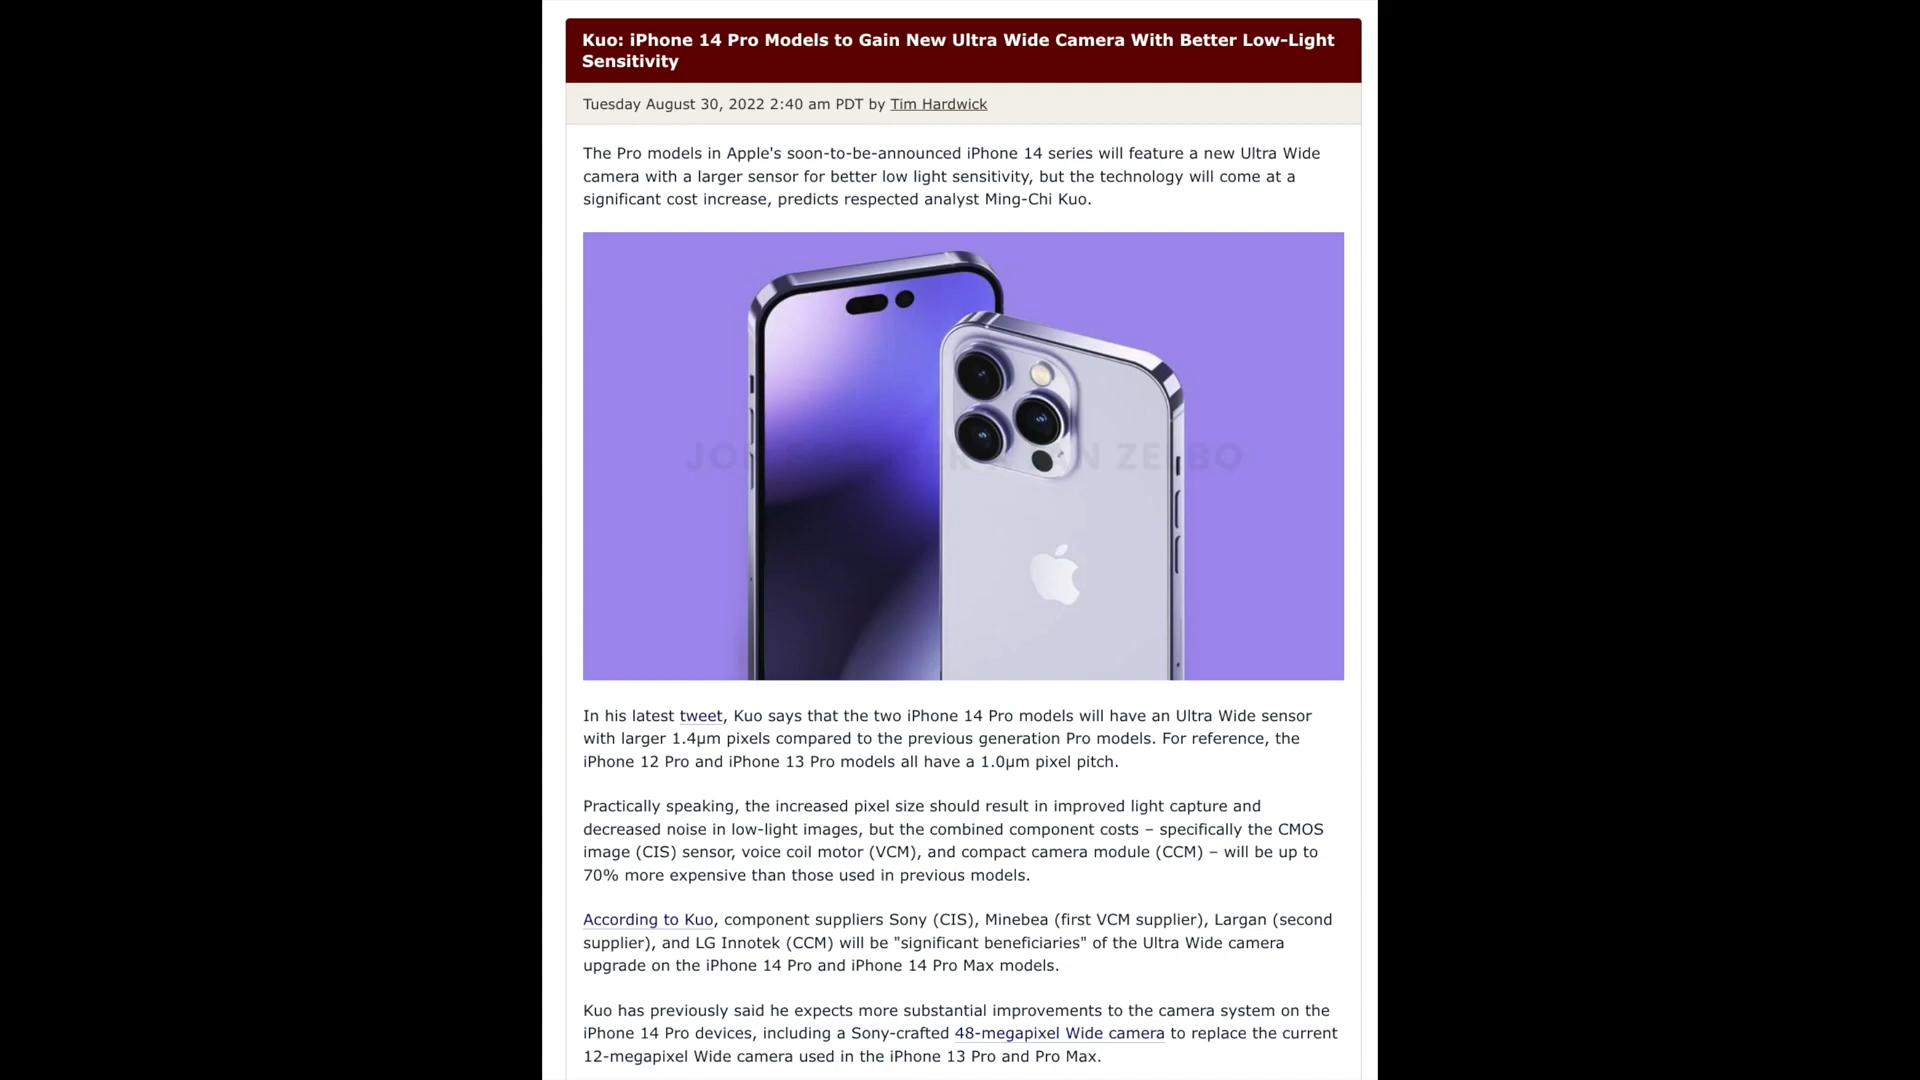 Kuo: iPhone 14 Pro Models to Gain New Ultra Wide Camera With Better Low-Light
Sensitivity
Tuesday August 30, 2022 2:40 am PDT by Tim Hardwick
The Pro models in Apple's soon-to-be-announced iPhone 14 series will feature a new Ultra Wide
camera with a larger sensor for better low light sensitivity, but the technology will come at a
significant cost increase, predicts respected analyst Ming-Chi Kuo.
In his latest tweet, Kuo says that the two iPhone 14 Pro models will have an Ultra Wide sensor
with larger 1.4µm pixels compared to the previous generation Pro models. For reference, the
iPhone 12 Pro and iPhone 13 Pro models all have a 1.0µm pixel pitch.
Practically speaking, the increased pixel size should result in improved light capture and
decreased noise in low-light images, but the combined component costs – specifically the CMOS
image (CIS) sensor, voice coil motor (VCM), and compact camera module (CCM) – will be up to
70% more expensive than those used in previous models.
According to Kuo, component suppliers Sony (CIS), Minebea (first VCM supplier), Largan (second
supplier), and LG Innotek (CCM) will be "significant beneficiaries" of the Ultra Wide camera
upgrade on the iPhone 14 Pro and iPhone 14 Pro Max models.
Kuo has previously said he expects more substantial improvements to the camera system on the
iPhone 14 Pro devices, including a Sony-crafted 48-megapixel Wide camera to replace the current
12-megapixel Wide camera used in the iPhone 13 Pro and Pro Max.